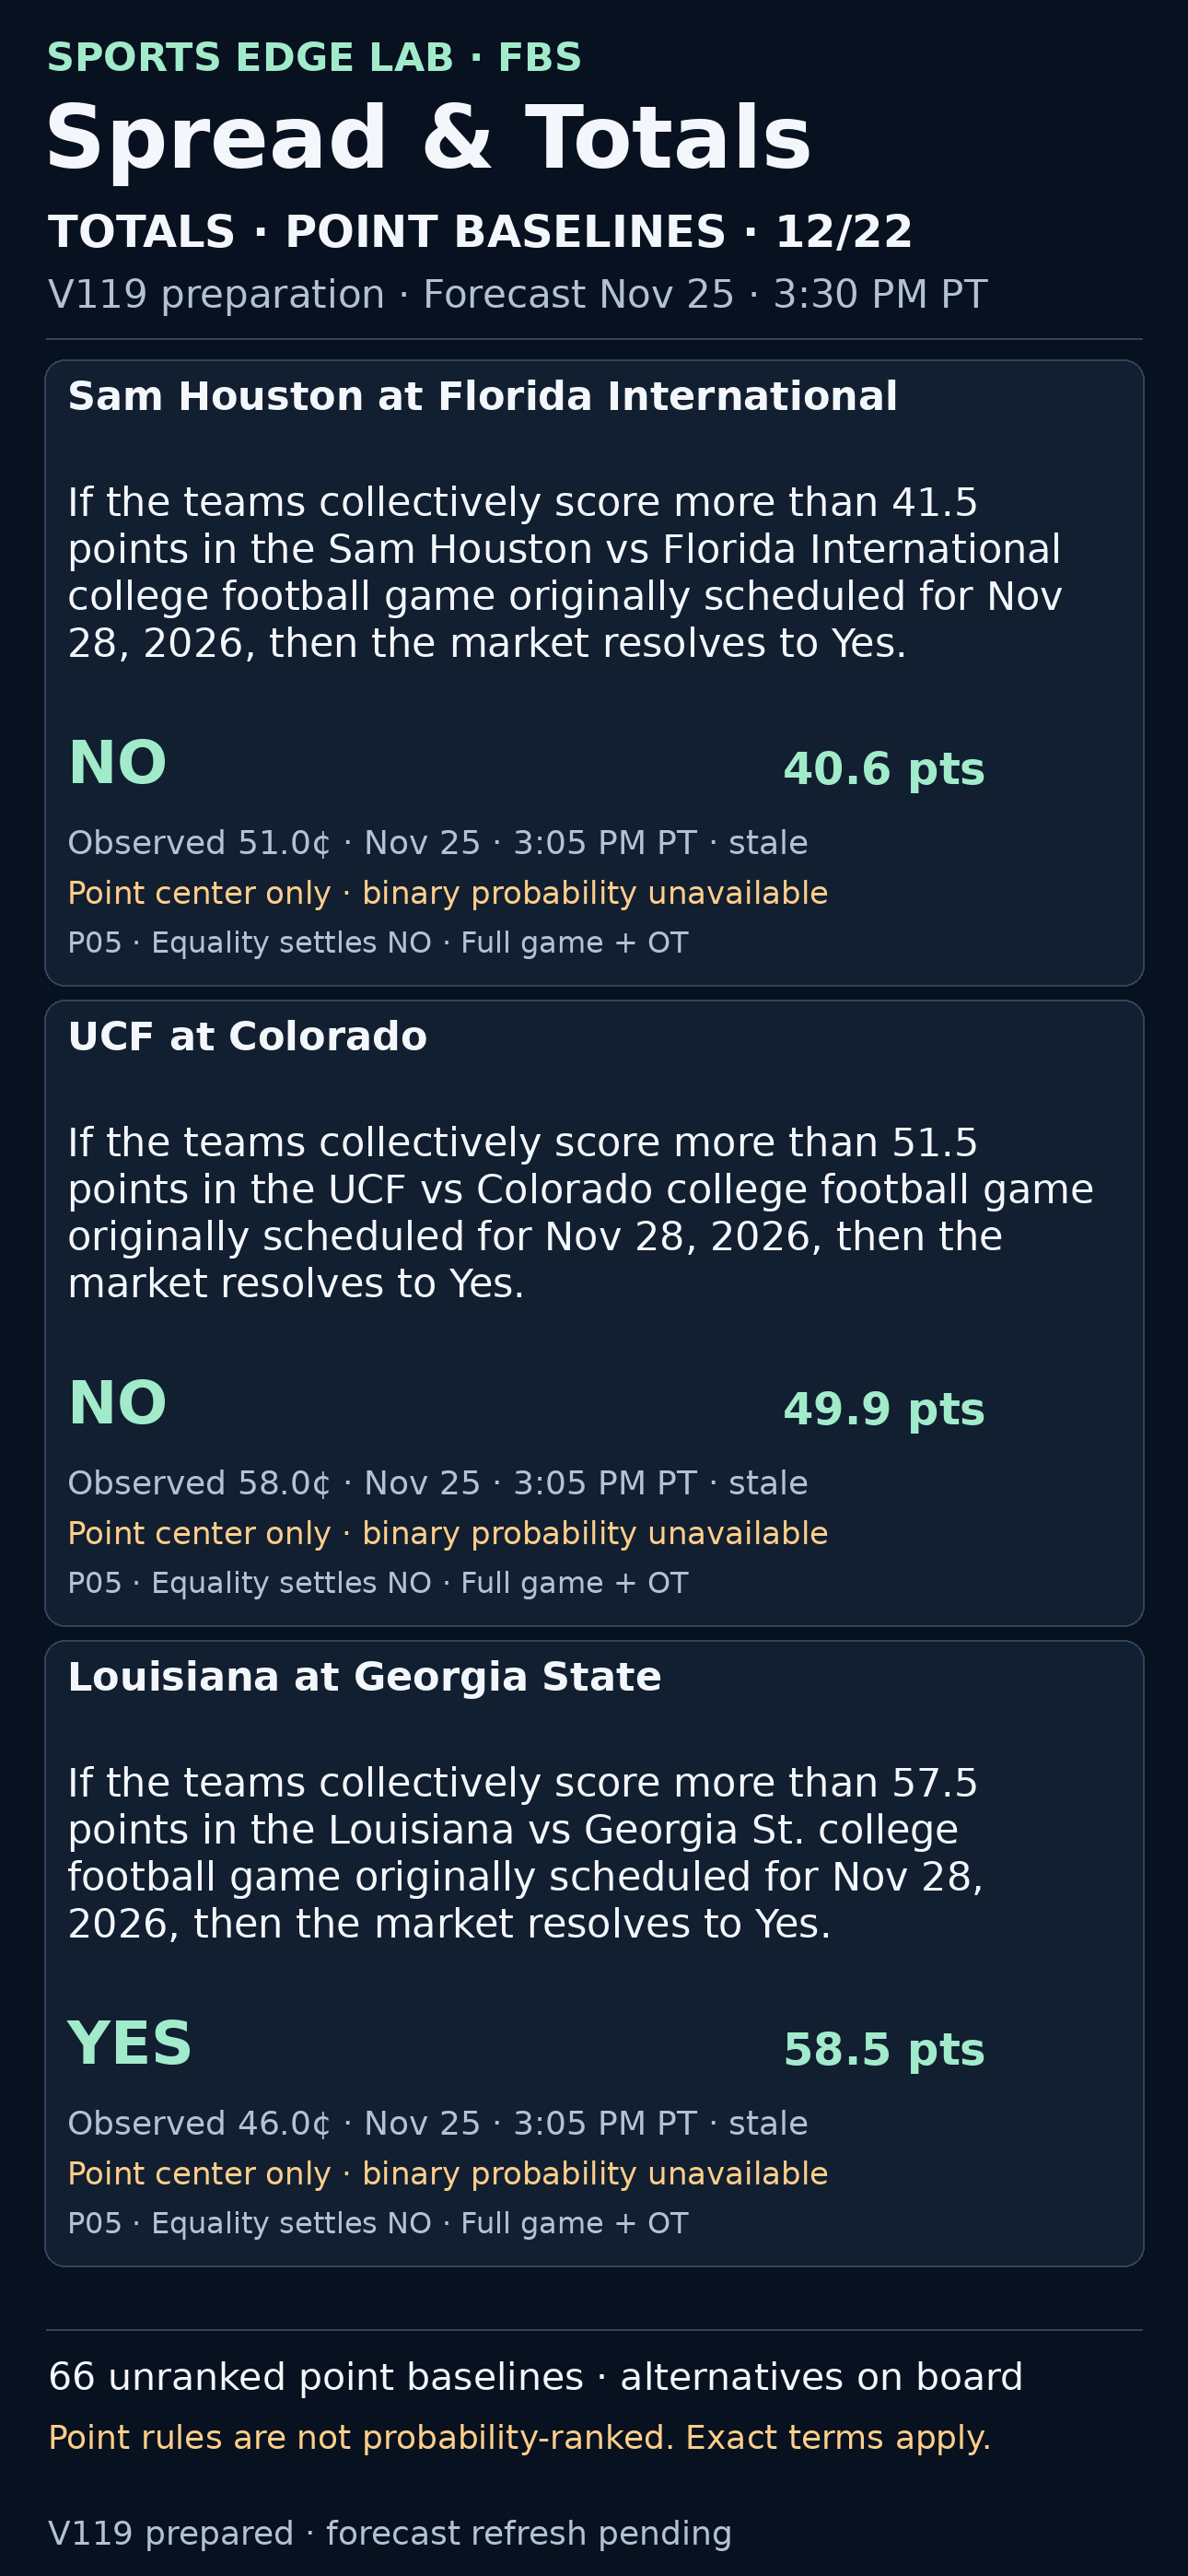 SPORTS EDGE LAB · FBS
Spread & Totals
TOTALS · POINT BASELINES · 12/22
V119 preparation · Forecast Nov 25 · 3:30 PM PT
Sam Houston at Florida International
If the teams collectively score more than 41.5
points in the Sam Houston vs Florida International
college football game originally scheduled for Nov
28, 2026, then the market resolves to Yes.
NO 40.6 pts
Observed 51.0¢ · Nov 25 · 3:05 PM PT · stale
Point center only · binary probability unavailable
P05 · Equality settles NO · Full game + OT
UCF at Colorado
If the teams collectively score more than 51.5
points in the UCF vs Colorado college football game
originally scheduled for Nov 28, 2026, then the
market resolves to Yes.
NO 49.9 pts
Observed 58.0¢ · Nov 25 · 3:05 PM PT · stale
Point center only · binary probability unavailable
P05 · Equality settles NO · Full game + OT
Louisiana at Georgia State
If the teams collectively score more than 57.5
points in the Louisiana vs Georgia St. college
football game originally scheduled for Nov 28,
2026, then the market resolves to Yes.
YES 58.5 pts
Observed 46.0¢ · Nov 25 · 3:05 PM PT · stale
Point center only · binary probability unavailable
P05 · Equality settles NO · Full game + OT
66 unranked point baselines · alternatives on board
Point rules are not probability-ranked. Exact terms apply.
V119 prepared · forecast refresh pending